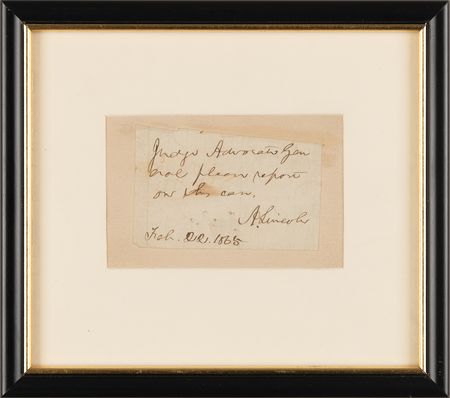 Judge Advocate Gen
eral please report
on this case.
A. Lincoln
Feb. 22. 1865